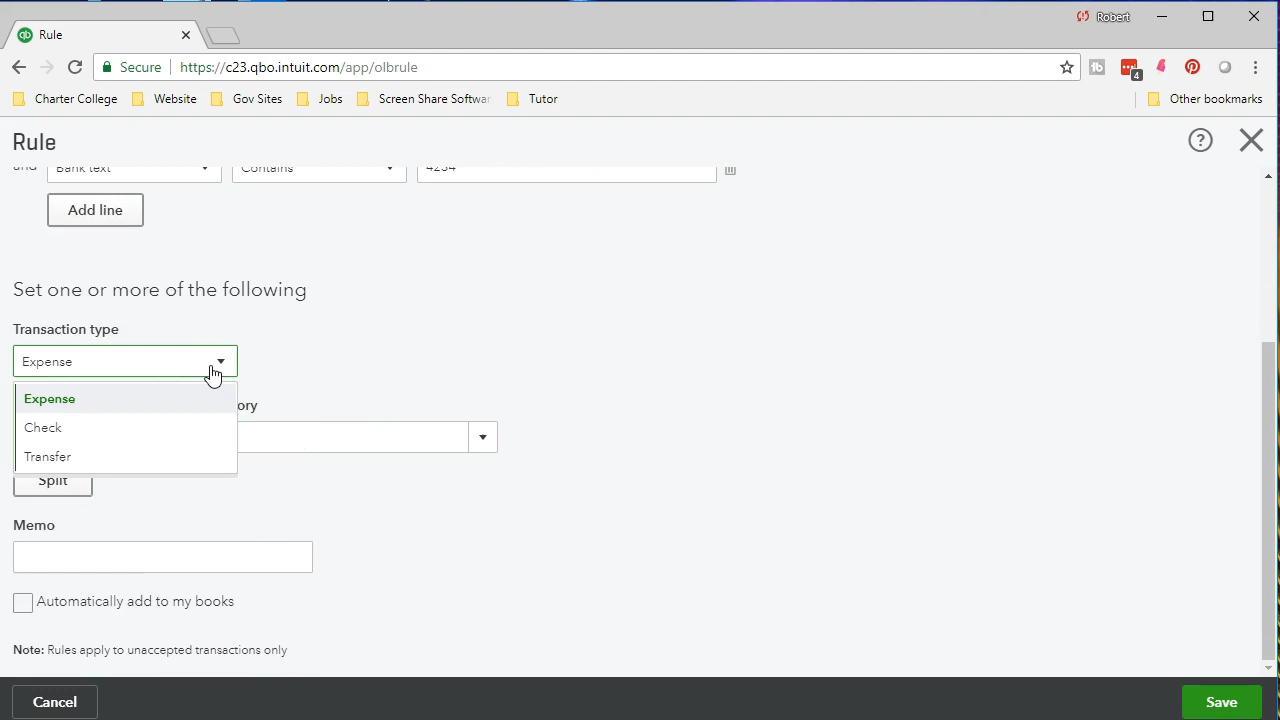 Robert
Rule
Secure https://c23.qbo.intuit.com/app/olbrule
4
Charter College Website Gov Sites Jobs Screen Share Softwar Tutor Other bookmarks
Rule
and Bank text Contains 4234
Add line
Set one or more of the following
Transaction type
Expense
Expense
ory
Check
Transfer
Split
Memo
Automatically add to my books
Note: Rules apply to unaccepted transactions only
Cancel Save